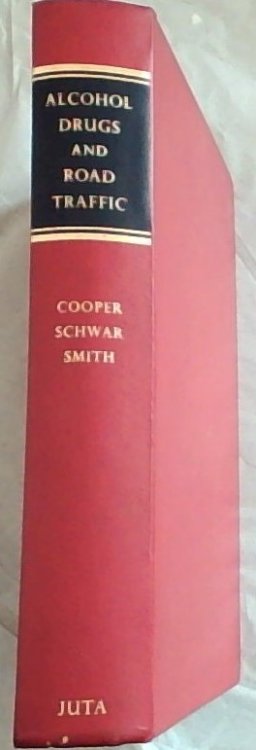 ALCOHOL
DRUGS
AND
ROAD
TRAFFIC
COOPER
SCHWAR
SMITH
JUTA